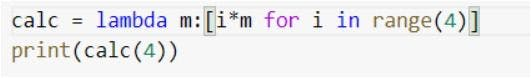 calc = lambda m:[i*m for i in range(4)]
print(calc(4))